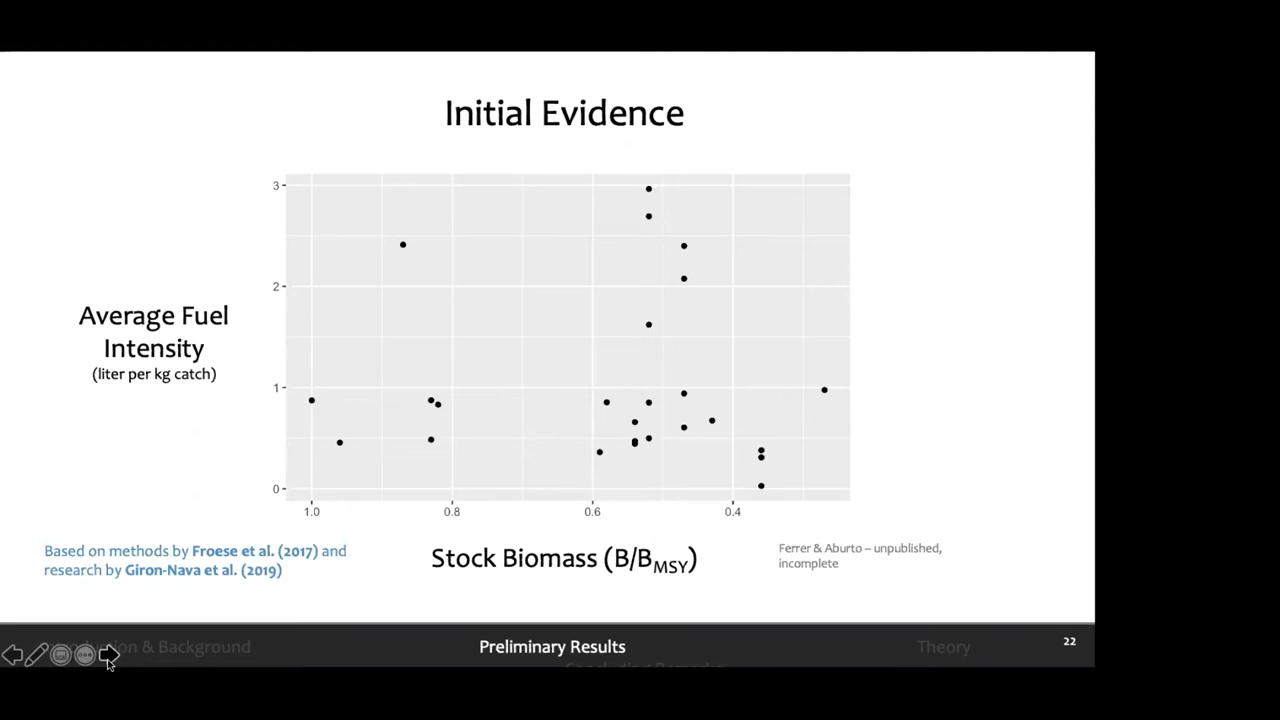 Initial Evidence
3
2
1
0
Average Fuel
Intensity
(liter per kg catch)
1.0 0.8 0.6 0.4
Stock Biomass (B/BMSY)
Based on methods by Froese et al. (2017) and
research by Giron-Nava et al. (2019)
Ferrer & Aburto – unpublished,
incomplete
& Background
Preliminary Results
Theory
22